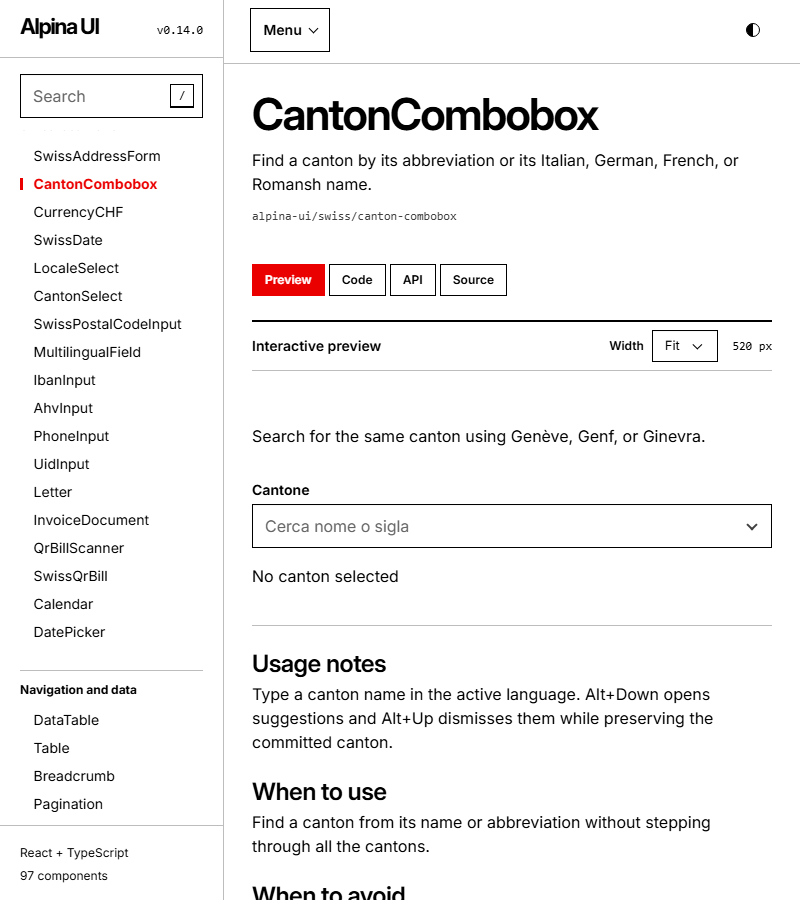 Alpina UI
v0.14.0
Search
/
SwissAddressForm
CantonCombobox
CurrencyCHF
SwissDate
LocaleSelect
CantonSelect
SwissPostalCodeInput
MultilingualField
IbanInput
AhvInput
PhoneInput
UidInput
Letter
InvoiceDocument
QrBillScanner
SwissQrBill
Calendar
DatePicker
Navigation and data
DataTable
Table
Breadcrumb
Pagination
React + TypeScript
97 components
Menu
CantonCombobox
Find a canton by its abbreviation or its Italian, German, French, or
Romansh name.
alpina-ui/swiss/canton-combobox
Preview
Code
API
Source
Interactive preview
Width
Fit
520 px
Search for the same canton using Genève, Genf, or Ginevra.
Cantone
Cerca nome o sigla
No canton selected
Usage notes
Type a canton name in the active language. Alt+Down opens
suggestions and Alt+Up dismisses them while preserving the
committed canton.
When to use
Find a canton from its name or abbreviation without stepping
through all the cantons.
When to avoid